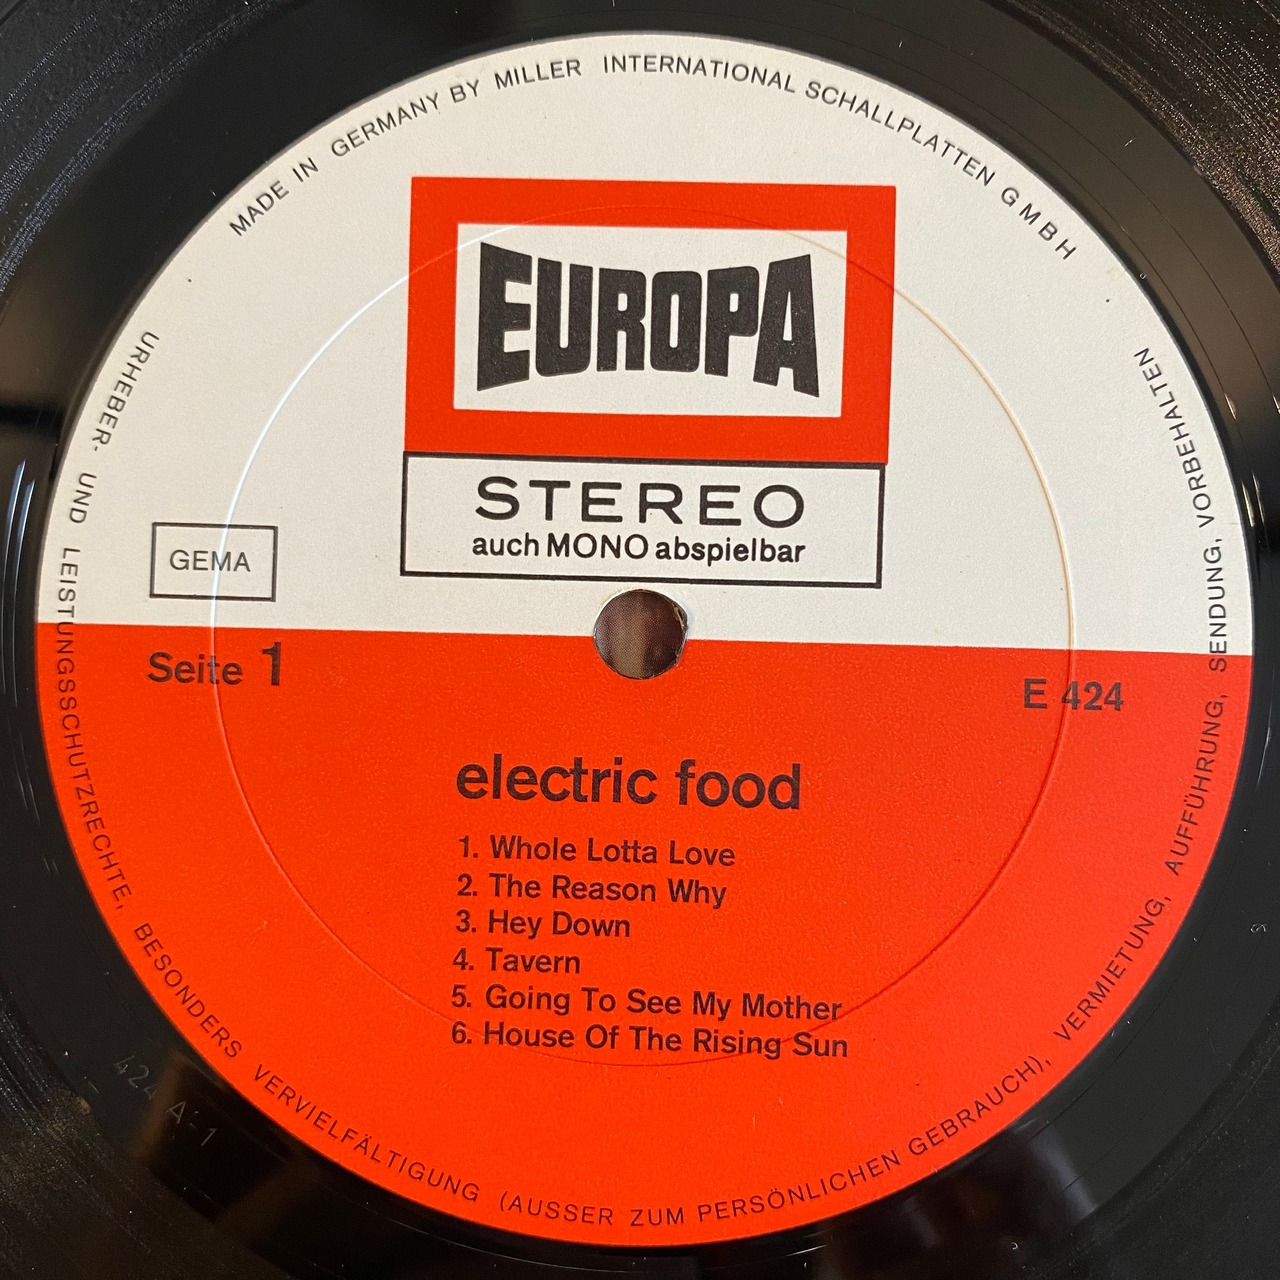 MADE IN GERMANY BY MILLER INTERNATIONAL SCHALLPLATTEN GMBH
EUROPA
STEREO
auch MONO abspielbar
GEMA
Seite 1
E 424
electric food
1. Whole Lotta Love
2. The Reason Why
3. Hey Down
4. Tavern
5. Going To See My Mother
6. House Of The Rising Sun
URHEBER- UND LEISTUNGSSCHUTZRECHTE, BESONDERS VERVIELFÄLTIGUNG (AUSSER ZUM PERSÖNLICHEN GEBRAUCH), VERMIETUNG, AUFFÜHRUNG, SENDUNG, VORBEHALTEN
424 A-1